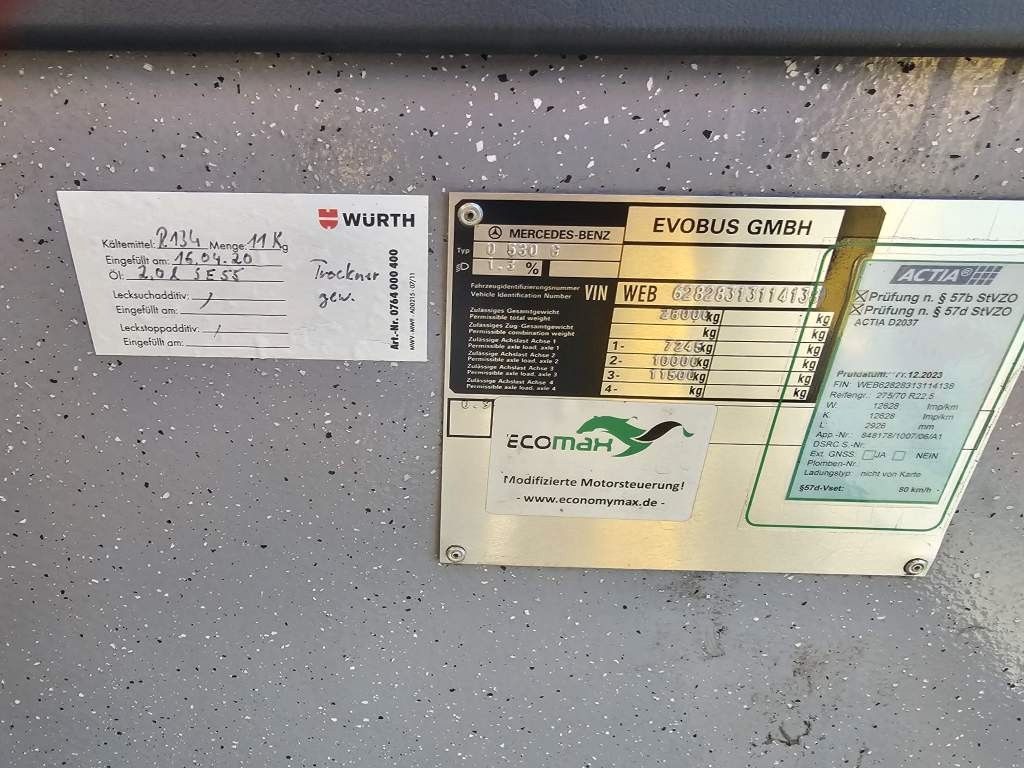 WÜRTH
Kältemittel: R134 Menge: 11 Kg
Eingefüllt am: 16.04.20
Öl: 2,0 l SE55
Trockner
gew.
Lecksuchadditiv: /
Eingefüllt am:
Leckstoppadditiv: /
Eingefüllt am:
Art.-Nr. 0764 000 400
MERCEDES-BENZ
EVOBUS GMBH
Typ O 530 G
1.3 %
Fahrzeugidentifizierungsnummer
Vehicle Identification Number
VIN WEB 6282831311413
Zulässiges Gesamtgewicht
Permissible total weight
28000 kg - kg
Zulässiges Zug-Gesamtgewicht
Permissible combination weight
kg kg
Zulässige Achslast Achse 1
Permissible axle load, axle 1
1- 7245 kg - kg
Zulässige Achslast Achse 2
Permissible axle load, axle 2
2- 10000 kg - kg
Zulässige Achslast Achse 3
Permissible axle load, axle 3
3- 11500 kg - kg
Zulässige Achslast Achse 4
Permissible axle load, axle 4
4- kg kg
ECOmax
Modifizierte Motorsteuerung!
- www.economymax.de -
ACTIA®
Prüfung n. § 57b StVZO
Prüfung n. § 57d StVZO
ACTIA D2037
Prüfdatum: .12.2023
FIN: WEB62828313114138
Reifengr.: 275/70 R22.5
W: 12628 Imp/km
K: 12628 Imp/km
L: 2926 mm
App.-Nr.: 848178/1007/06/A1
DSRC S.-Nr.:
Ext. GNSS: JA NEIN
Plomben-Nr.:
Ladungstyp: nicht von Karte
§57d-Vset: 80 km/h